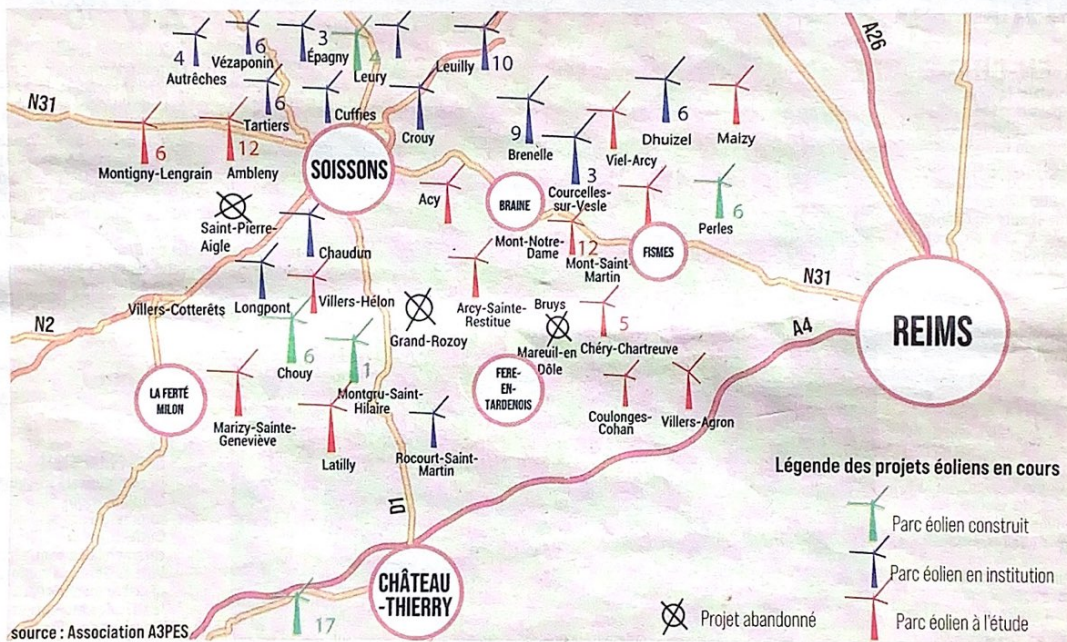 A26
4
Autrêches
6
Vézaponin
3
Épagny
4
Leury
Leuilly
10
N31
6
Tartiers
Cuffies
Crouy
9
Brenelle
Viel-Arcy
6
Dhuizel
Maizy
6
Montigny-Lengrain
12
Ambleny
SOISSONS
3
Courcelles-
sur-Vesle
Acy
BRAINE
6
Perles
Saint-Pierre-
Aigle
Chaudun
Mont-Notre-
Dame
12
Mont-Saint-
Martin
FISMES
N31
Villers-Cotterêts
Longpont
Villers-Hélon
Grand-Rozoy
Arcy-Sainte-
Restitue
Bruys
5
Chéry-Chartreuve
Mareuil-en
Dôle
N2
A4
REIMS
6
Chouy
1
Montgru-Saint-
Hilaire
FERE-
EN-
TARDENOIS
LA FERTÉ
MILON
Marizy-Sainte-
Geneviève
Latilly
Rocourt-Saint-
Martin
Coulonges-
Cohan
Villers-Agron
D1
CHÂTEAU
-THIERRY
17
Légende des projets éoliens en cours
Parc éolien construit
Parc éolien en institution
Projet abandonné
Parc éolien à l'étude
source : Association A3PES